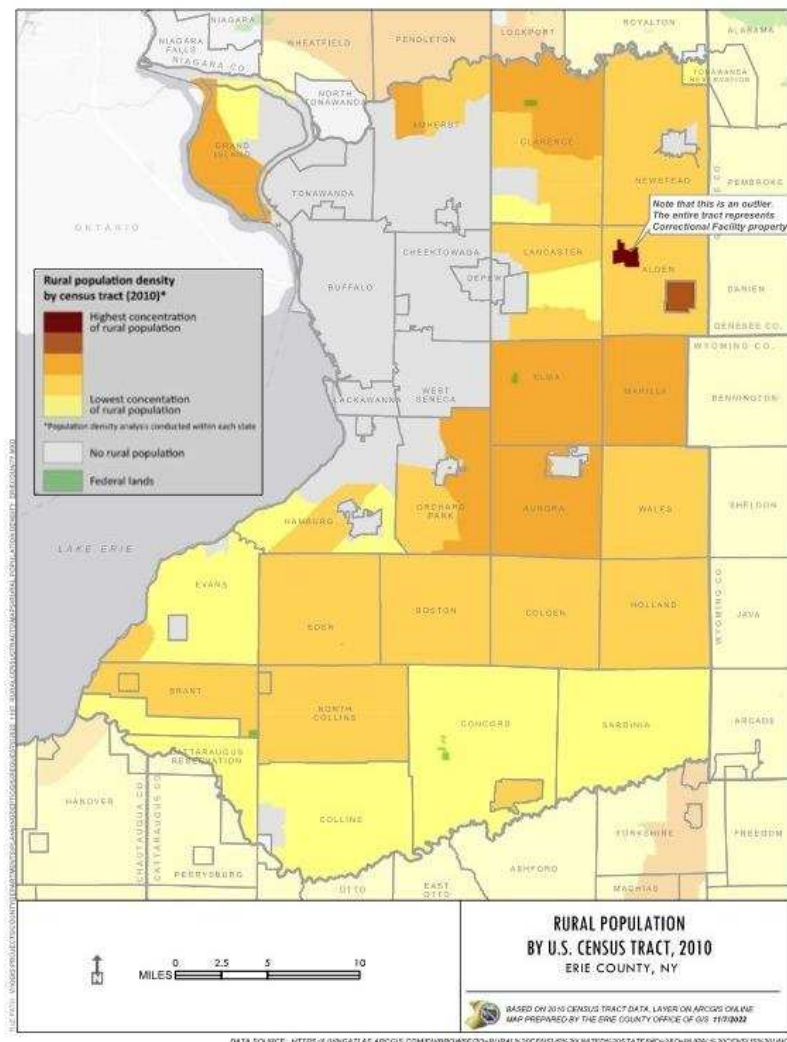 NIAGARA
LOCKPORT
ROYALTON
ALABAMA
NIAGARA
FALLS
WHEATFIELD
PENDLETON
NIAGARA CO.
TONAWANDA
RESERVATION
NORTH
TONAWANDA
AMHERST
GRAND
ISLAND
CLARENCE
NEWSTEAD
PEMBROKE
TONAWANDA
Note that this is an outlier.
The entire tract represents
Correctional Facility property
ONTARIO
CHEEKTOWAGA
LANCASTER
DEPEW
ALDEN
BUFFALO
DARIEN
GENESEE CO.
WYOMING CO.
Rural population density
by census tract (2010)*
Highest concentration
of rural population
Lowest concentation
of rural population
*Population density analysis conducted within each state
No rural population
Federal lands
ELMA
MARILLA
LACKAWANNA
WEST
SENECA
BENNINGTON
HAMBURG
ORCHARD
PARK
AURORA
WALES
SHELDON
LAKE ERIE
EVANS
EDEN
BOSTON
COLDEN
HOLLAND
WYOMING CO.
JAVA
BRANT
NORTH
COLLINS
CONCORD
SARDINIA
ARCADE
CATTARAUGUS
RESERVATION
HANOVER
CHAUTAUQUA CO.
CATTARAUGUS CO.
COLLINS
YORKSHIRE
FREEDOM
PERRYSBURG
ASHFORD
OTTO
EAST
OTTO
MACHIAS
N
MILES
0 2.5 5 10
RURAL POPULATION
BY U.S. CENSUS TRACT, 2010
ERIE COUNTY, NY
BASED ON 2010 CENSUS TRACT DATA, LAYER ON ARCGIS ONLINE
MAP PREPARED BY THE ERIE COUNTY OFFICE OF GIS 11/7/2022